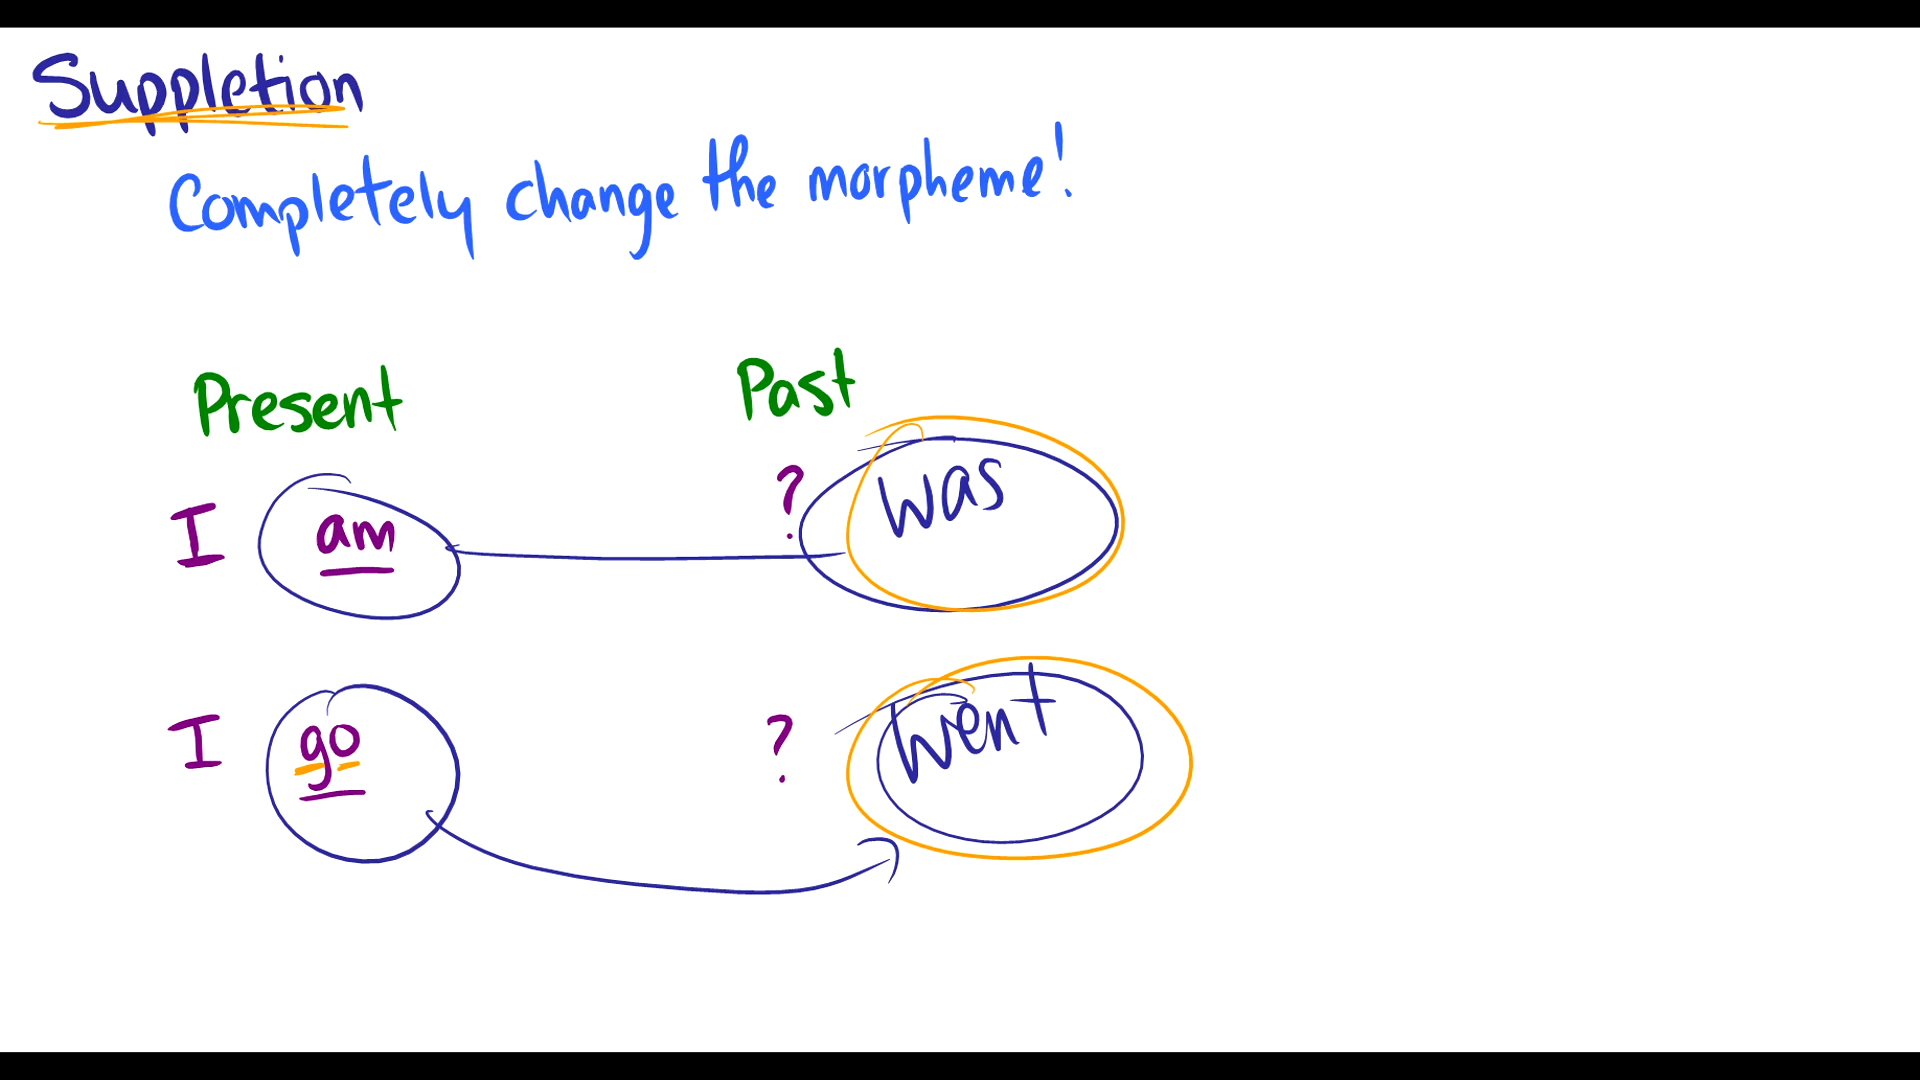 Suppletion
Completely change the morpheme!
Present Past
I am ? was
I go ? went